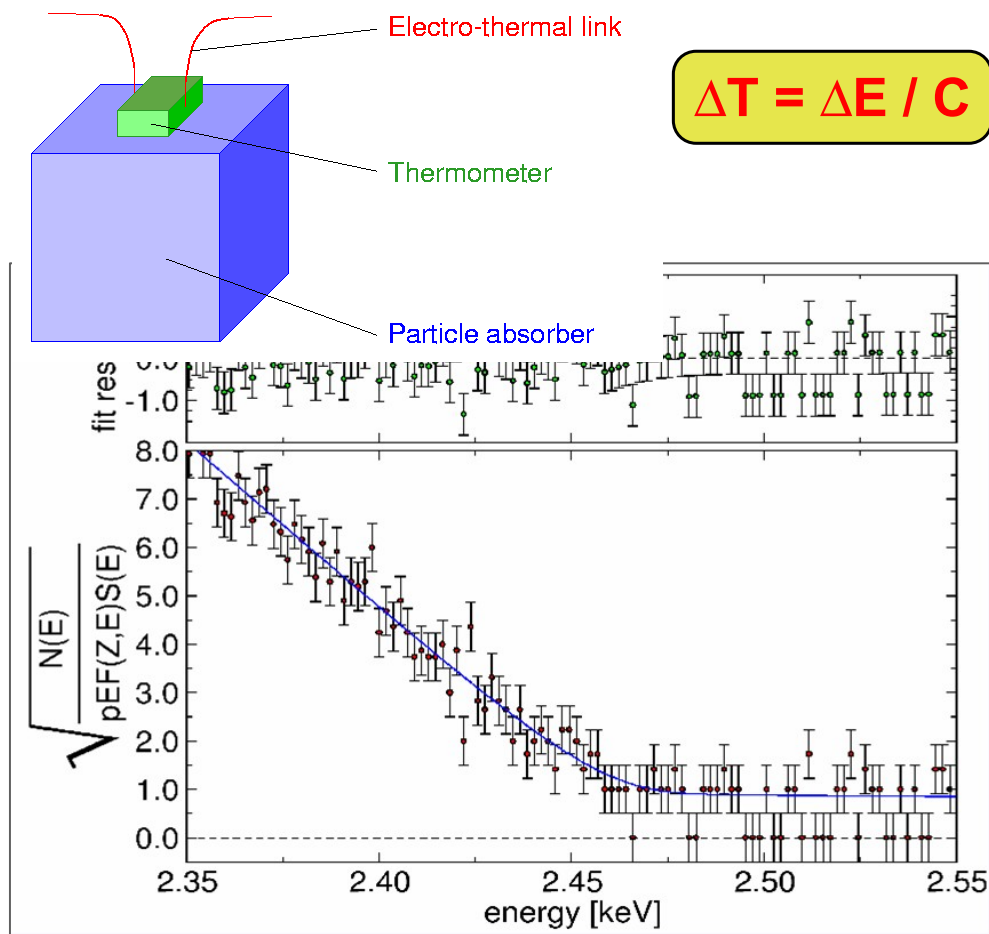 Electro-thermal link
ΔT = ΔE / C
Thermometer
Particle absorber
fit res
-1.0
8.0
7.0
6.0
5.0
4.0
3.0
2.0
1.0
0.0
N(E)
pEF(Z,E)S(E)
2.35 2.40 2.45 2.50 2.55
energy [keV]